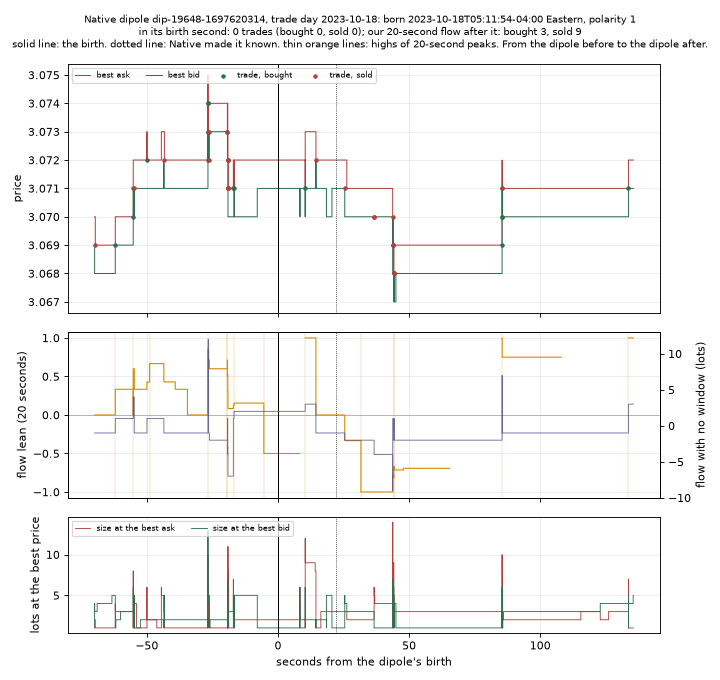 Native dipole dip-19648-1697620314, trade day 2023-10-18: born 2023-10-18T05:11:54-04:00 Eastern, polarity 1
in its birth second: 0 trades (bought 0, sold 0); our 20-second flow after it: bought 3, sold 9
solid line: the birth. dotted line: Native made it known. thin orange lines: highs of 20-second peaks. From the dipole before to the dipole after.
best ask best bid trade, bought trade, sold
3.075
3.074
3.073
3.072
3.071
3.070
3.069
3.068
3.067
price
1.0
0.5
0.0
−0.5
−1.0
flow lean (20 seconds)
10
5
0
−5
−10
flow with no window (lots)
size at the best ask size at the best bid
10
5
lots at the best price
−50 0 50 100
seconds from the dipole's birth